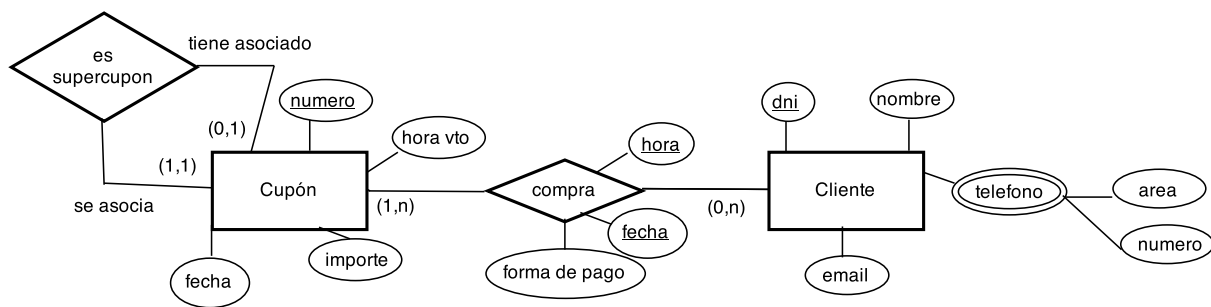 es
supercupon
tiene asociado
(0,1)
(1,1)
se asocia
numero
hora vto
Cupón
(1,n)
fecha
importe
compra
hora
fecha
forma de pago
(0,n)
dni
nombre
Cliente
telefono
area
numero
email